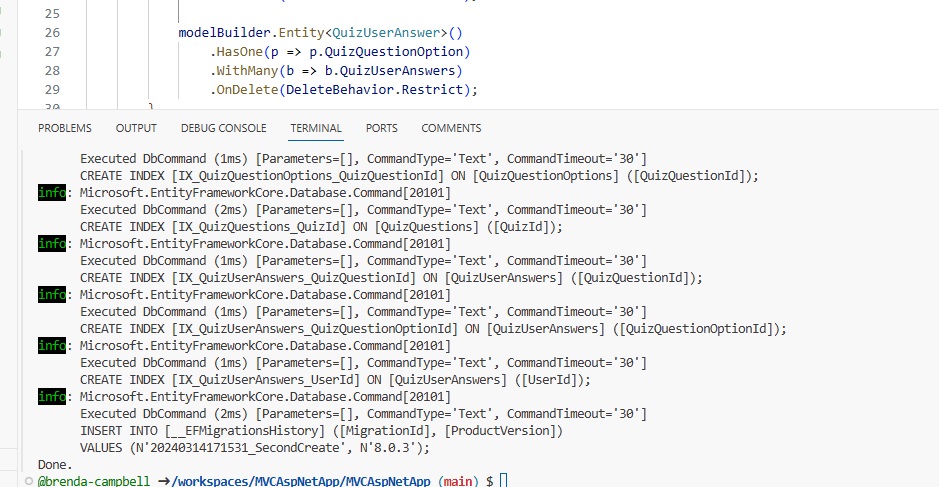 25
26 modelBuilder.Entity<QuizUserAnswer>()
27 .HasOne(p => p.QuizQuestionOption)
28 .WithMany(b => b.QuizUserAnswers)
29 .OnDelete(DeleteBehavior.Restrict);
30 }
PROBLEMS OUTPUT DEBUG CONSOLE TERMINAL PORTS COMMENTS
Executed DbCommand (1ms) [Parameters=[], CommandType='Text', CommandTimeout='30']
CREATE INDEX [IX_QuizQuestionOptions_QuizQuestionId] ON [QuizQuestionOptions] ([QuizQuestionId]);
info: Microsoft.EntityFrameworkCore.Database.Command[20101]
Executed DbCommand (2ms) [Parameters=[], CommandType='Text', CommandTimeout='30']
CREATE INDEX [IX_QuizQuestions_QuizId] ON [QuizQuestions] ([QuizId]);
info: Microsoft.EntityFrameworkCore.Database.Command[20101]
Executed DbCommand (1ms) [Parameters=[], CommandType='Text', CommandTimeout='30']
CREATE INDEX [IX_QuizUserAnswers_QuizQuestionId] ON [QuizUserAnswers] ([QuizQuestionId]);
info: Microsoft.EntityFrameworkCore.Database.Command[20101]
Executed DbCommand (1ms) [Parameters=[], CommandType='Text', CommandTimeout='30']
CREATE INDEX [IX_QuizUserAnswers_QuizQuestionOptionId] ON [QuizUserAnswers] ([QuizQuestionOptionId]);
info: Microsoft.EntityFrameworkCore.Database.Command[20101]
Executed DbCommand (1ms) [Parameters=[], CommandType='Text', CommandTimeout='30']
CREATE INDEX [IX_QuizUserAnswers_UserId] ON [QuizUserAnswers] ([UserId]);
info: Microsoft.EntityFrameworkCore.Database.Command[20101]
Executed DbCommand (2ms) [Parameters=[], CommandType='Text', CommandTimeout='30']
INSERT INTO [__EFMigrationsHistory] ([MigrationId], [ProductVersion])
VALUES (N'20240314171531_SecondCreate', N'8.0.3');
Done.
@brenda-campbell ➜/workspaces/MVCAspNetApp/MVCAspNetApp (main) $